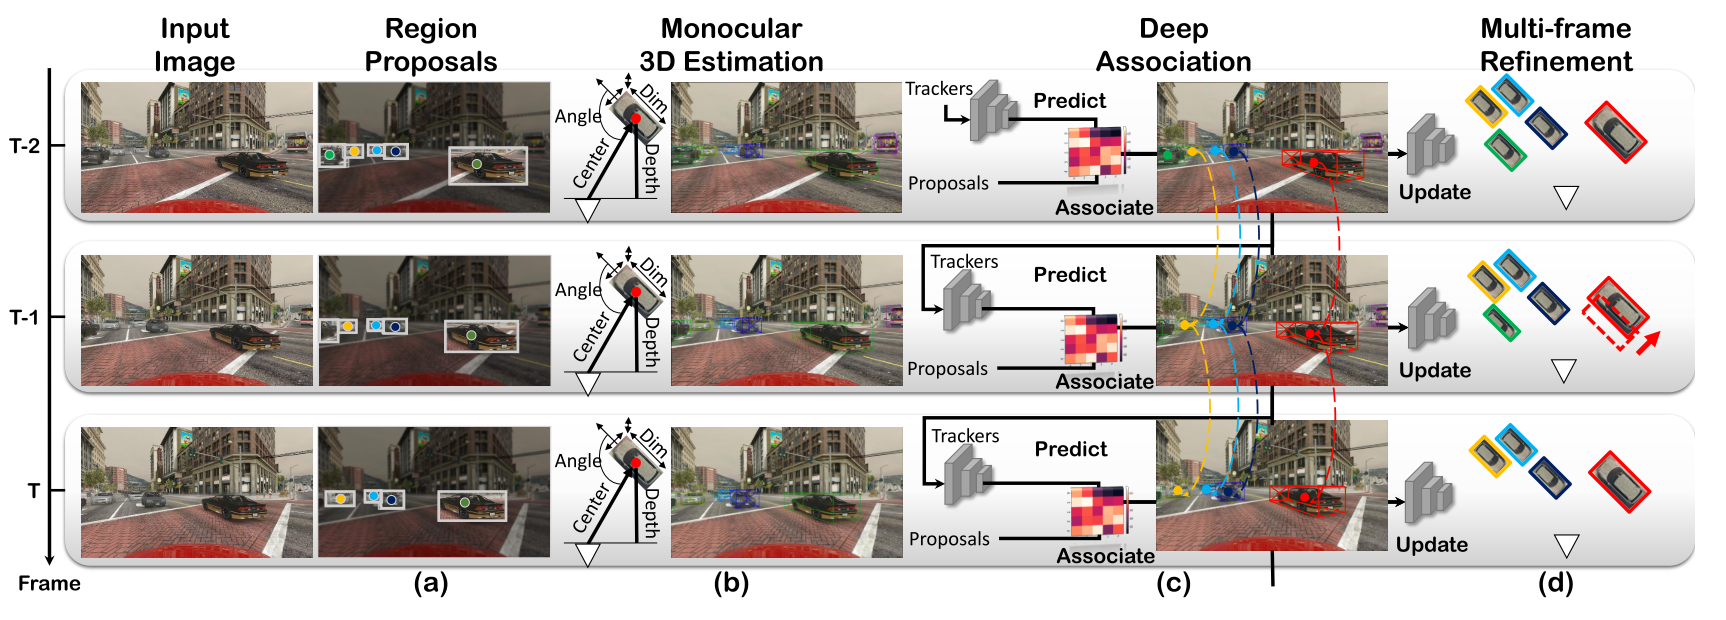 Input
Image
Region
Proposals
Monocular
3D Estimation
Deep
Association
Multi-frame
Refinement
T-2
Angle
Dim
Center
Depth
Trackers
Predict
Proposals
Associate
Update
T-1
Angle
Dim
Center
Depth
Trackers
Predict
Proposals
Associate
Update
T
Angle
Dim
Center
Depth
Trackers
Predict
Proposals
Associate
Update
Frame
(a)
(b)
(c)
(d)